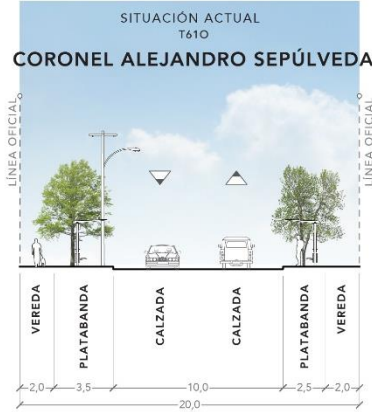 SITUACIÓN ACTUAL
T61O
CORONEL ALEJANDRO SEPÚLVEDA
LÍNEA OFICIAL
LÍNEA OFICIAL
VEREDA
PLATABANDA
CALZADA
CALZADA
PLATABANDA
VEREDA
2,0 3,5 10,0 2,5 2,0
20,0